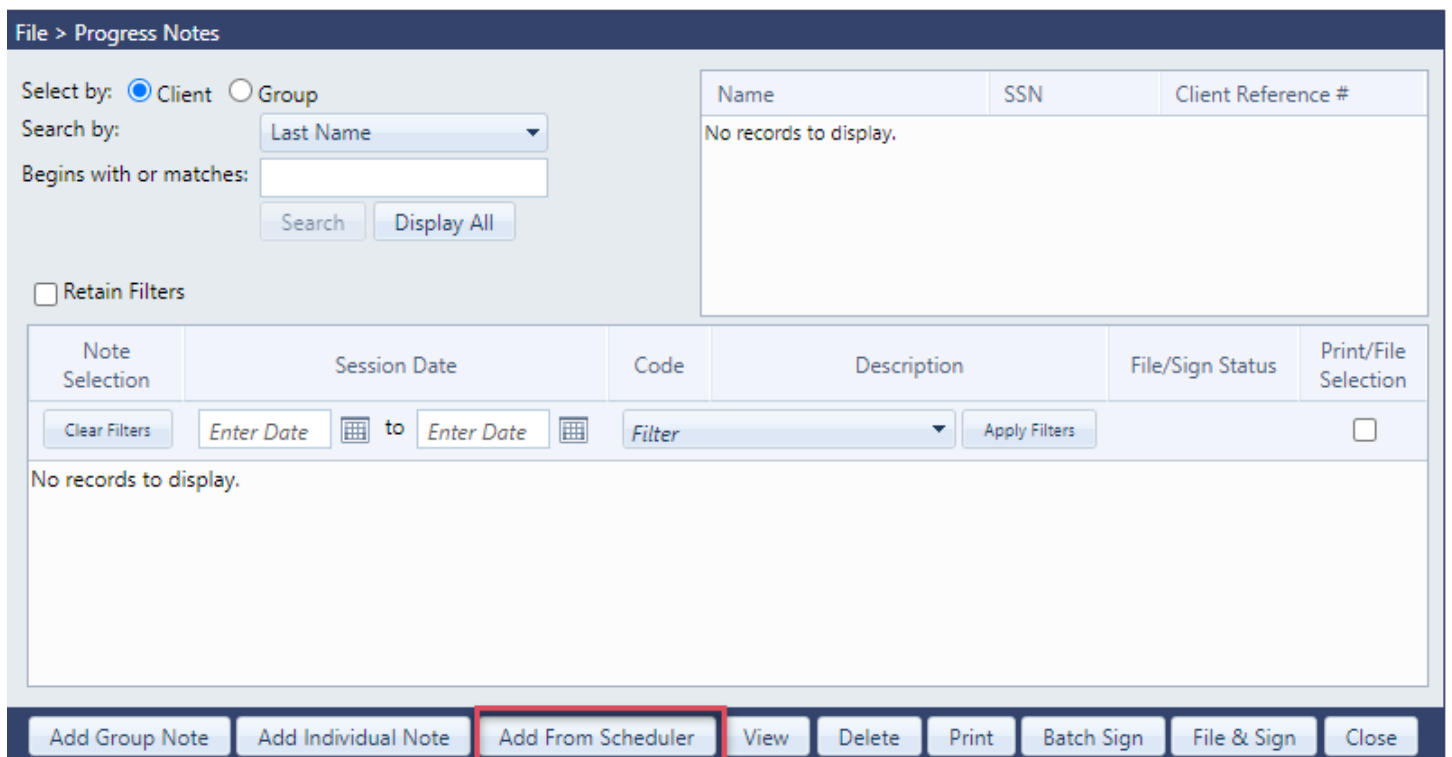 File > Progress Notes
Select by: Client Group
Search by: Last Name
Begins with or matches:
Search Display All
Retain Filters
Name SSN Client Reference #
No records to display.
Note Selection Session Date Code Description File/Sign Status Print/File Selection
Clear Filters Enter Date to Enter Date Filter Apply Filters
No records to display.
Add Group Note Add Individual Note Add From Scheduler View Delete Print Batch Sign File & Sign Close